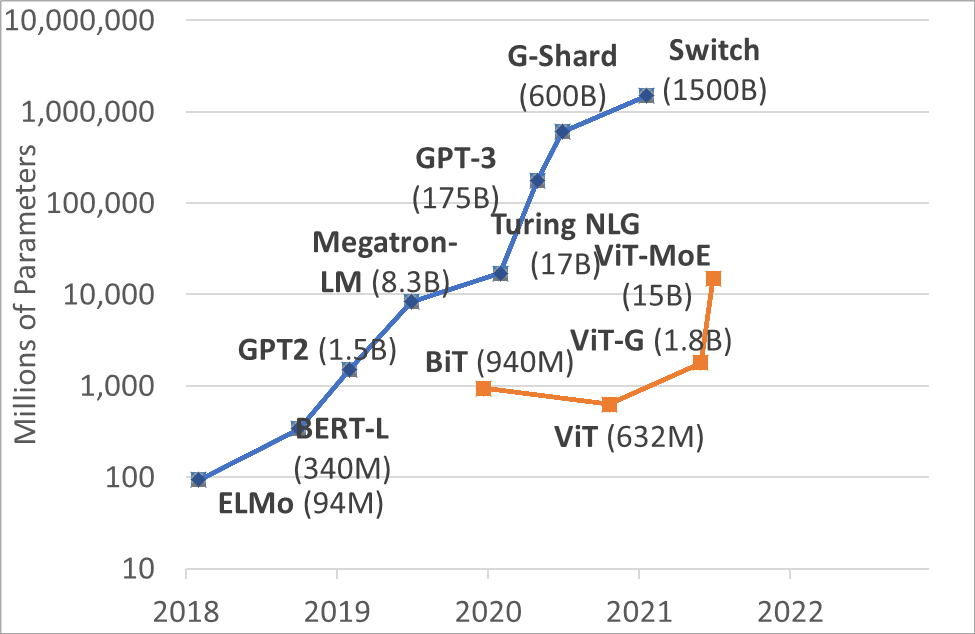 10,000,000
1,000,000
100,000
10,000
1,000
100
10
Millions of Parameters
2018
2019
2020
2021
2022
ELMo (94M)
BERT-L
(340M)
GPT2 (1.5B)
Megatron-
LM (8.3B)
Turing NLG
(17B)
GPT-3
(175B)
G-Shard
(600B)
Switch
(1500B)
BiT (940M)
ViT (632M)
ViT-G (1.8B)
ViT-MoE
(15B)